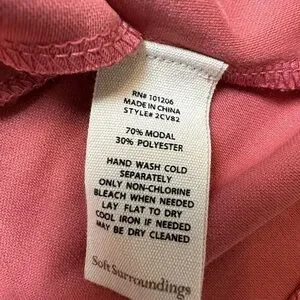 RN# 101206
MADE IN CHINA
STYLE# 2CV82
70% MODAL
30% POLYESTER
HAND WASH COLD
SEPARATELY
ONLY NON-CHLORINE
BLEACH WHEN NEEDED
LAY FLAT TO DRY
COOL IRON IF NEEDED
MAY BE DRY CLEANED
Soft Surroundings